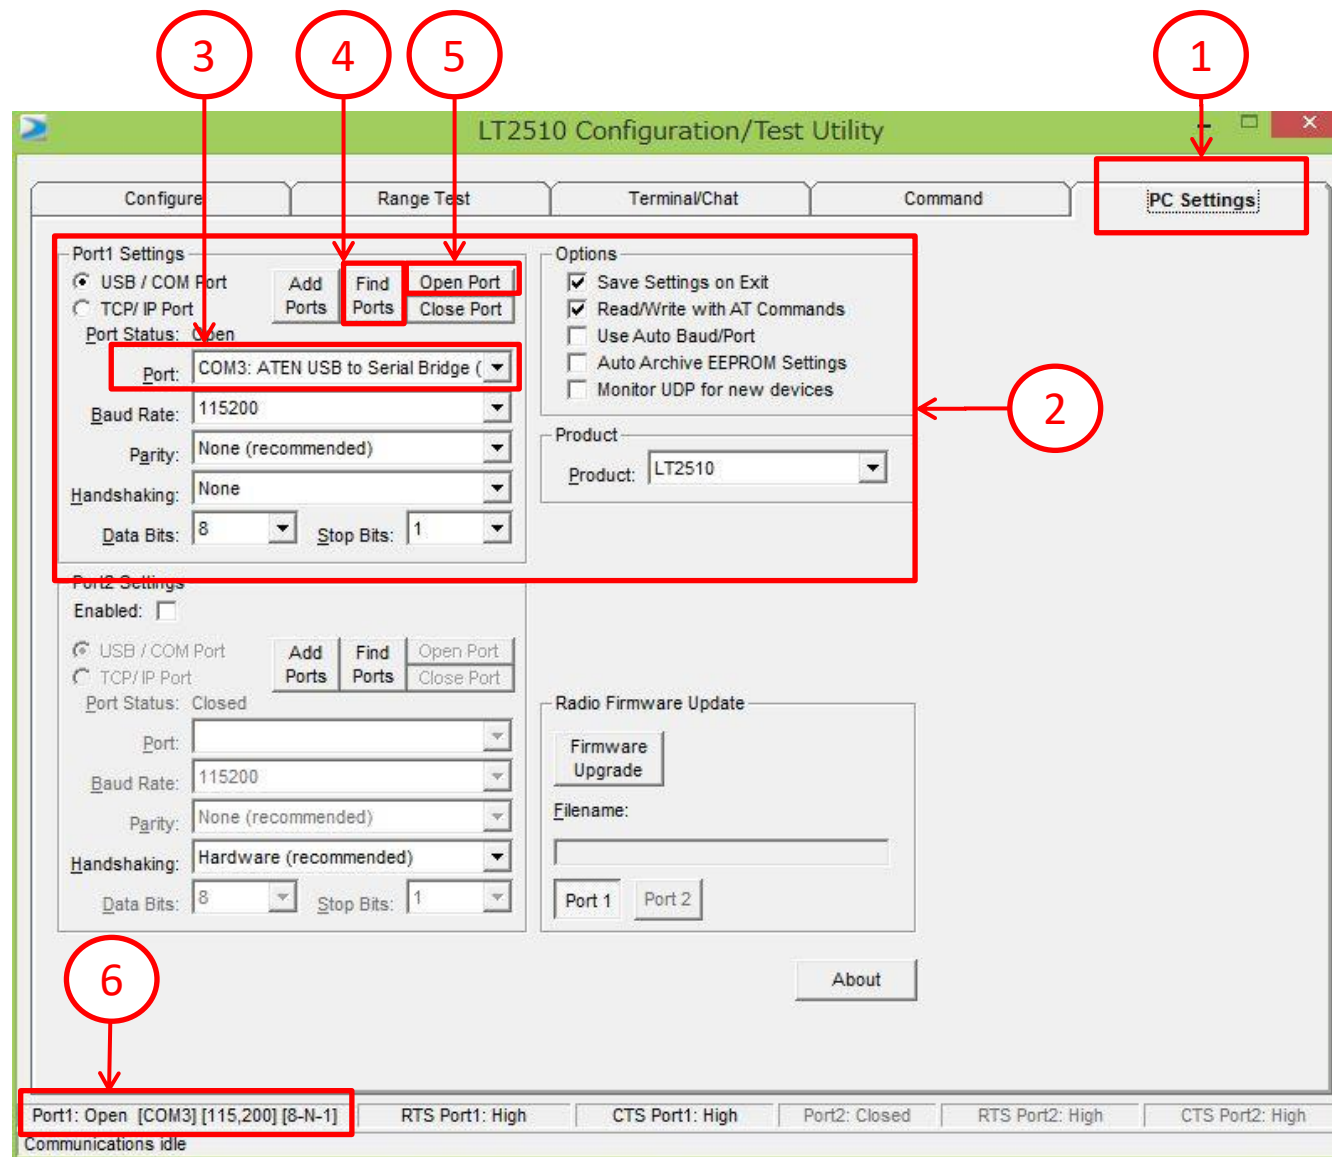 3
4
5
1
LT2510 Configuration/Test Utility
Configure
Range Test
Terminal/Chat
Command
PC Settings
Port1 Settings
USB / COM Port
TCP/ IP Port
Add Ports
Find Ports
Open Port
Close Port
Port Status: Open
Port: COM3: ATEN USB to Serial Bridge (
Baud Rate: 115200
Parity: None (recommended)
Handshaking: None
Data Bits: 8 Stop Bits: 1
Options
Save Settings on Exit
Read/Write with AT Commands
Use Auto Baud/Port
Auto Archive EEPROM Settings
Monitor UDP for new devices
2
Product
Product: LT2510
Port2 Settings
Enabled:
USB / COM Port
TCP/ IP Port
Add Ports
Find Ports
Open Port
Close Port
Port Status: Closed
Port:
Baud Rate: 115200
Parity: None (recommended)
Handshaking: Hardware (recommended)
Data Bits: 8 Stop Bits: 1
Radio Firmware Update
Firmware
Upgrade
Filename:
Port 1
Port 2
About
6
Port1: Open [COM3] [115,200] [8-N-1]
RTS Port1: High
CTS Port1: High
Port2: Closed
RTS Port2: High
CTS Port2: High
Communications idle